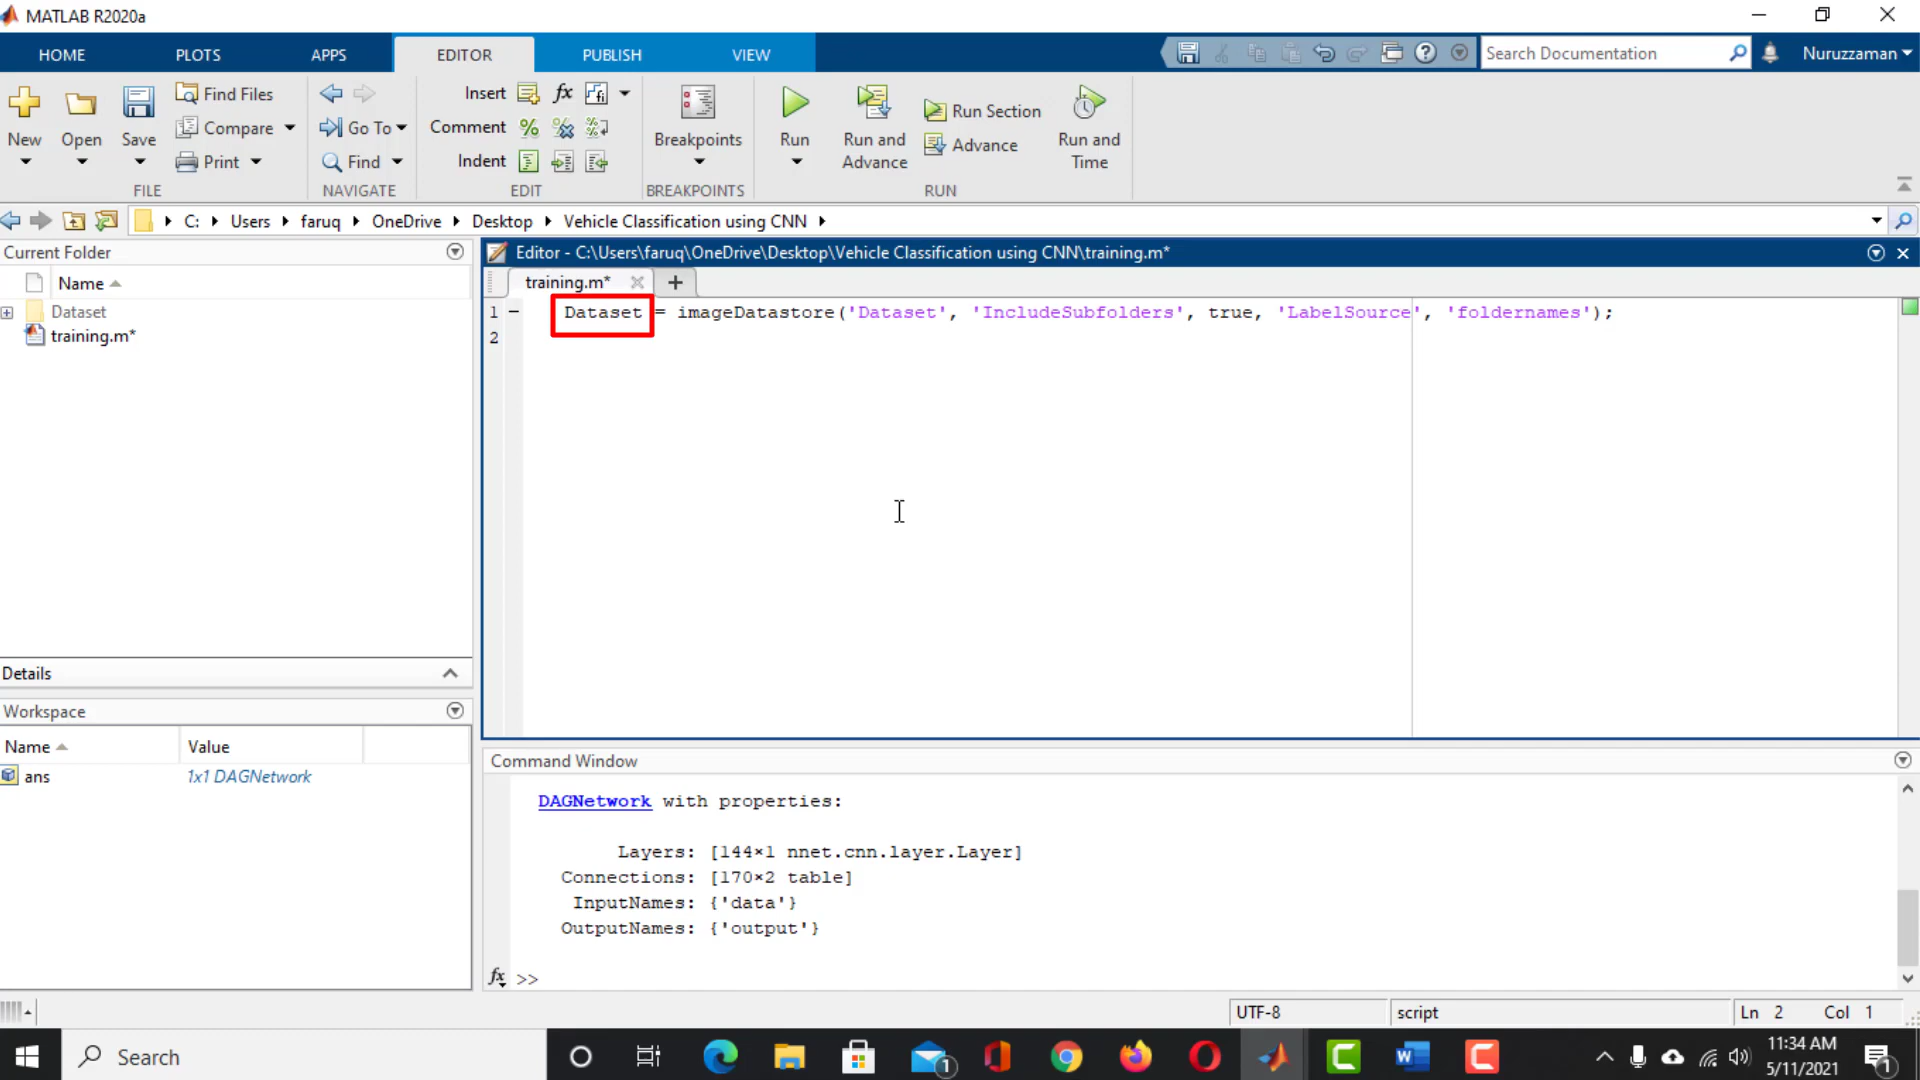 MATLAB R2020a
HOME PLOTS APPS EDITOR PUBLISH VIEW Search Documentation Nuruzzaman
New Open Save Find Files Compare Print Go To Find
Insert fx
Comment %
Indent
Breakpoints Run Run and Advance Run Section Advance Run and Time
FILE NAVIGATE EDIT BREAKPOINTS RUN
C: Users faruq OneDrive Desktop Vehicle Classification using CNN
Current Folder
Name
Dataset
training.m*
Details
Workspace
Name Value
ans 1x1 DAGNetwork
Editor - C:\Users\faruq\OneDrive\Desktop\Vehicle Classification using CNN\training.m*
training.m* +
1 Dataset = imageDatastore('Dataset', 'IncludeSubfolders', true, 'LabelSource', 'foldernames');
2
Command Window
DAGNetwork with properties:
Layers: [144×1 nnet.cnn.layer.Layer]
Connections: [170×2 table]
InputNames: {'data'}
OutputNames: {'output'}
fx >>
UTF-8 script Ln 2 Col 1
Search 1 W C C 11:34 AM
5/11/2021 1